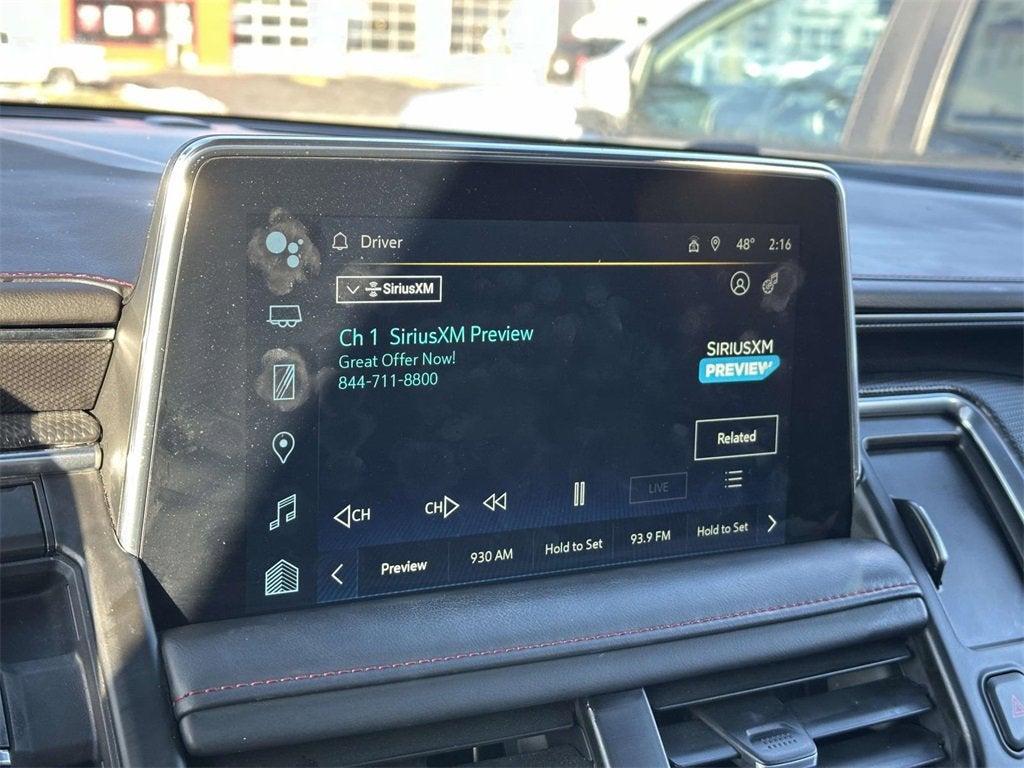 Driver
48° 2:16
SiriusXM
Ch 1 SiriusXM Preview
Great Offer Now!
844-711-8800
SIRIUSXM
PREVIEW
Related
CH
CH
LIVE
Preview
930 AM
Hold to Set
93.9 FM
Hold to Set